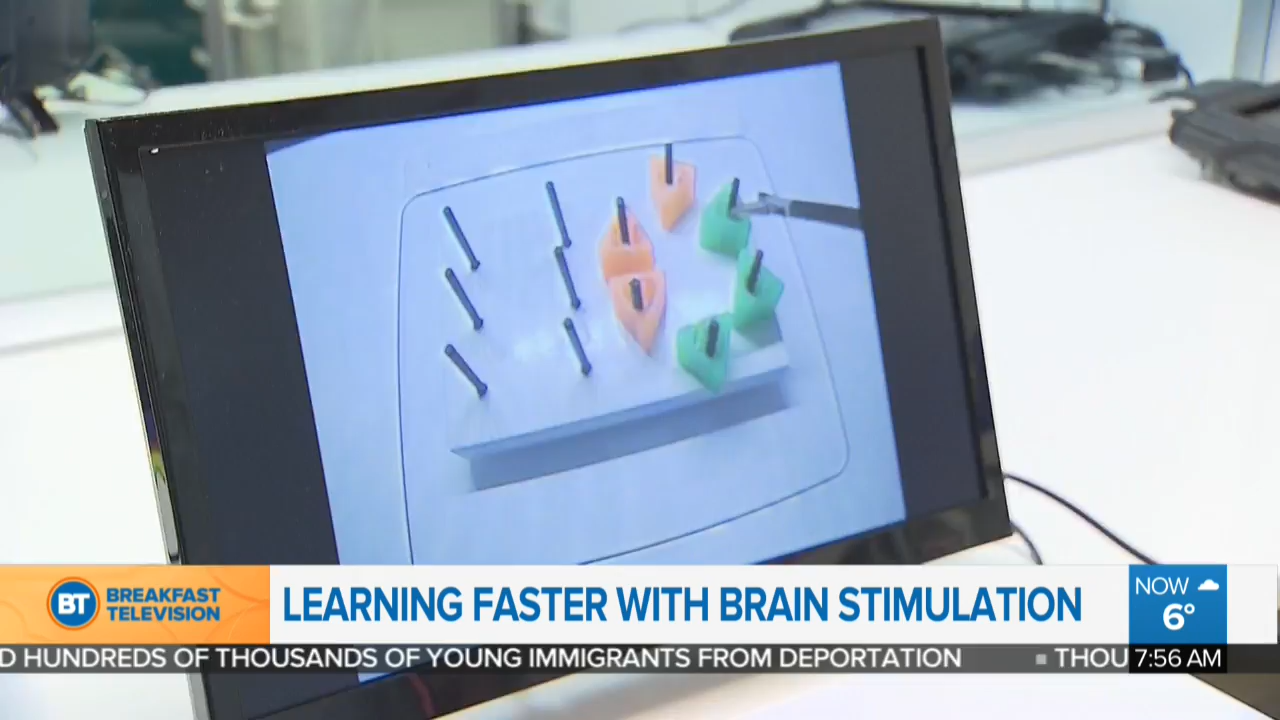 BT
BREAKFAST
TELEVISION
LEARNING FASTER WITH BRAIN STIMULATION
NOW
6°
D HUNDREDS OF THOUSANDS OF YOUNG IMMIGRANTS FROM DEPORTATION ■ THOU
7:56 AM